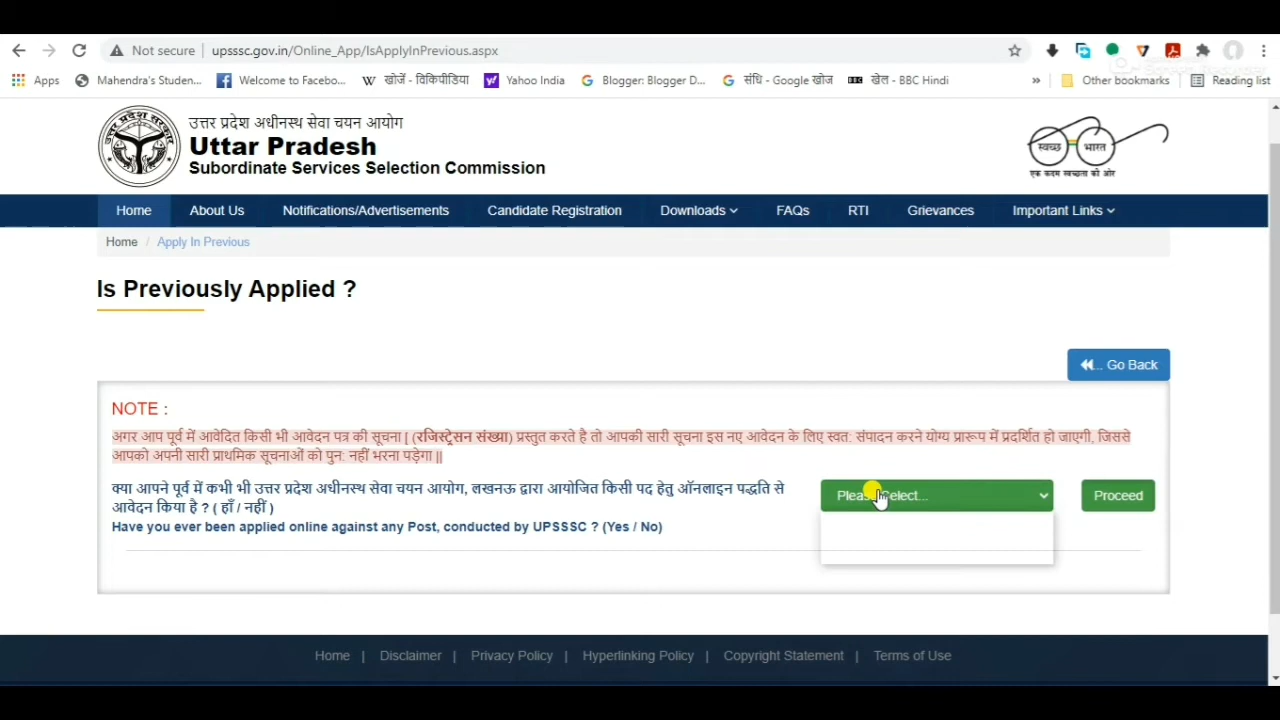 Not secure | upsssc.gov.in/Online_App/IsApplyInPrevious.aspx
Apps Mahendra's Studen... Welcome to Facebo... खोजें - विकिपीडिया Yahoo India Blogger: Blogger D... संधि - Google खोज BBC खेल - BBC Hindi » Other bookmarks Reading list
उत्तर प्रदेश अधीनस्थ सेवा चयन आयोग
Uttar Pradesh
Subordinate Services Selection Commission
स्वच्छ भारत
एक कदम स्वच्छता की ओर
Home About Us Notifications/Advertisements Candidate Registration Downloads FAQs RTI Grievances Important Links
Home / Apply In Previous
Is Previously Applied ?
... Go Back
NOTE :
अगर आप पूर्व में आवेदित किसी भी आवेदन पत्र की सूचना [ (रजिस्ट्रेसन संख्या) प्रस्तुत करते है तो आपकी सारी सूचना इस नए आवेदन के लिए स्वत: संपादन करने योग्य प्रारूप में प्रदर्शित हो जाएगी, जिससे
आपको अपनी सारी प्राथमिक सूचनाओं को पुन: नहीं भरना पड़ेगा ||
क्या आपने पूर्व में कभी भी उत्तर प्रदेश अधीनस्थ सेवा चयन आयोग, लखनऊ द्वारा आयोजित किसी पद हेतु ऑनलाइन पद्धति से
आवेदन किया है ? ( हाँ / नहीं )
Have you ever been applied online against any Post, conducted by UPSSSC ? (Yes / No)
Please Select...
Proceed
Home | Disclaimer | Privacy Policy | Hyperlinking Policy | Copyright Statement | Terms of Use